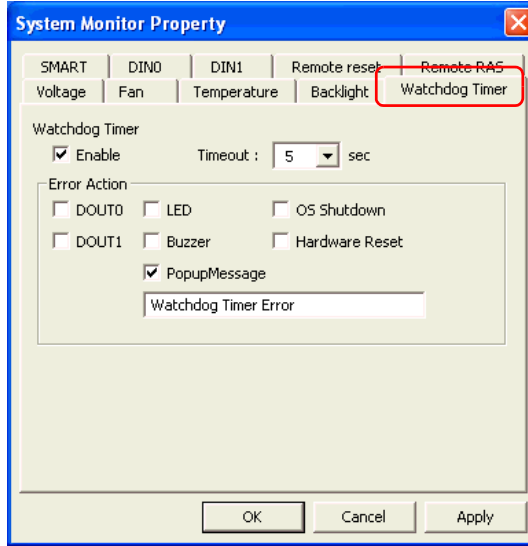 System Monitor Property
SMART DIN0 DIN1 Remote reset Remote RAS
Voltage Fan Temperature Backlight Watchdog Timer
Watchdog Timer
Enable Timeout : 5 sec
Error Action
DOUT0 LED OS Shutdown
DOUT1 Buzzer Hardware Reset
PopupMessage
Watchdog Timer Error
OK Cancel Apply